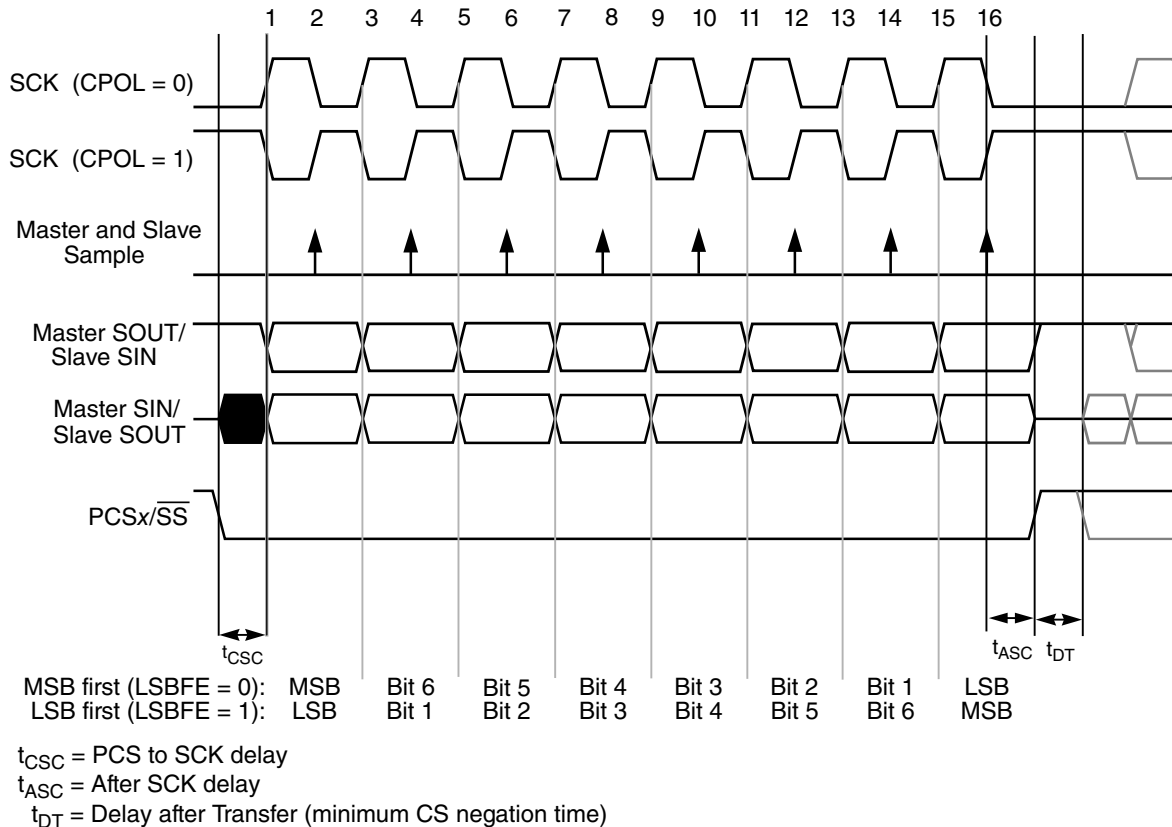 1 2 3 4 5 6 7 8 9 10 11 12 13 14 15 16
SCK (CPOL = 0)
SCK (CPOL = 1)
Master and Slave
Sample
Master SOUT/
Slave SIN
Master SIN/
Slave SOUT
PCSx/SS
tCSC
tASC
tDT
MSB first (LSBFE = 0): MSB Bit 6 Bit 5 Bit 4 Bit 3 Bit 2 Bit 1 LSB
LSB first (LSBFE = 1): LSB Bit 1 Bit 2 Bit 3 Bit 4 Bit 5 Bit 6 MSB
tCSC = PCS to SCK delay
tASC = After SCK delay
tDT = Delay after Transfer (minimum CS negation time)